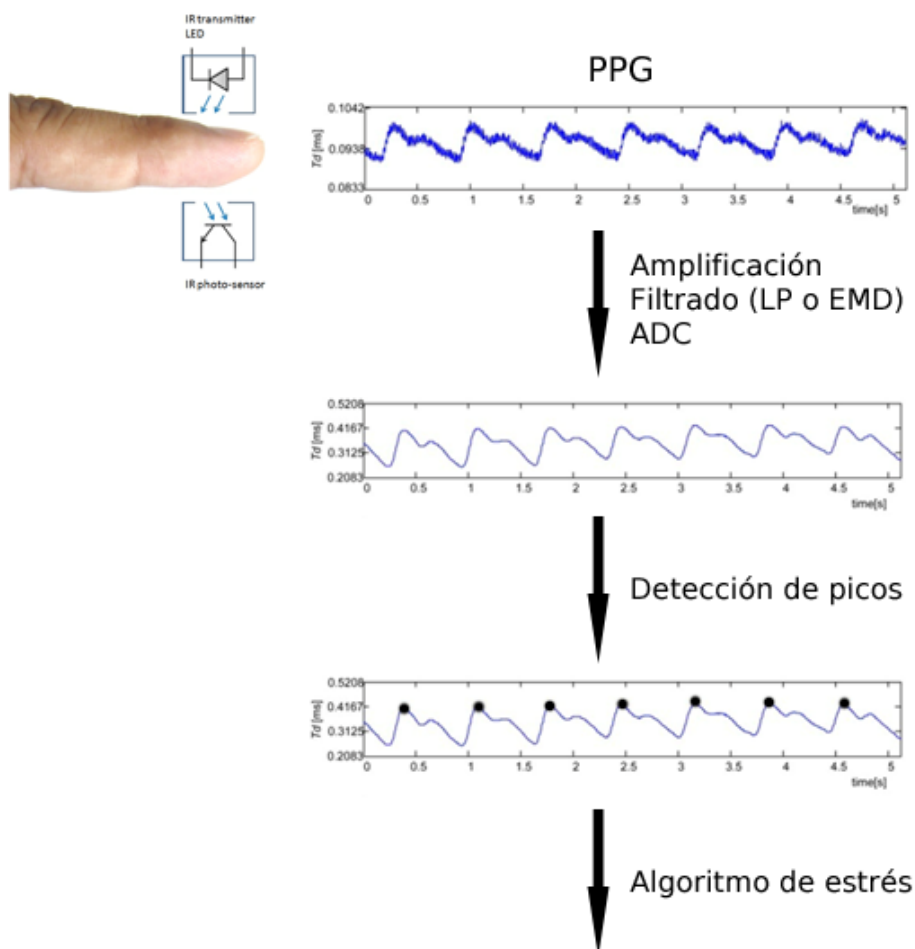 IR transmitter
LED
IR photo-sensor
PPG
0.1042
0.0938
0.0833
Td [ms]
0 0.5 1 1.5 2 2.5 3 3.5 4 4.5 5
time[s]
Amplificación
Filtrado (LP o EMD)
ADC
0.5208
0.4167
0.3125
0.2083
Td [ms]
0 0.5 1 1.5 2 2.5 3 3.5 4 4.5 5
time[s]
Detección de picos
0.5208
0.4167
0.3125
0.2083
Td [ms]
0 0.5 1 1.5 2 2.5 3 3.5 4 4.5 5
time[s]
Algoritmo de estrés